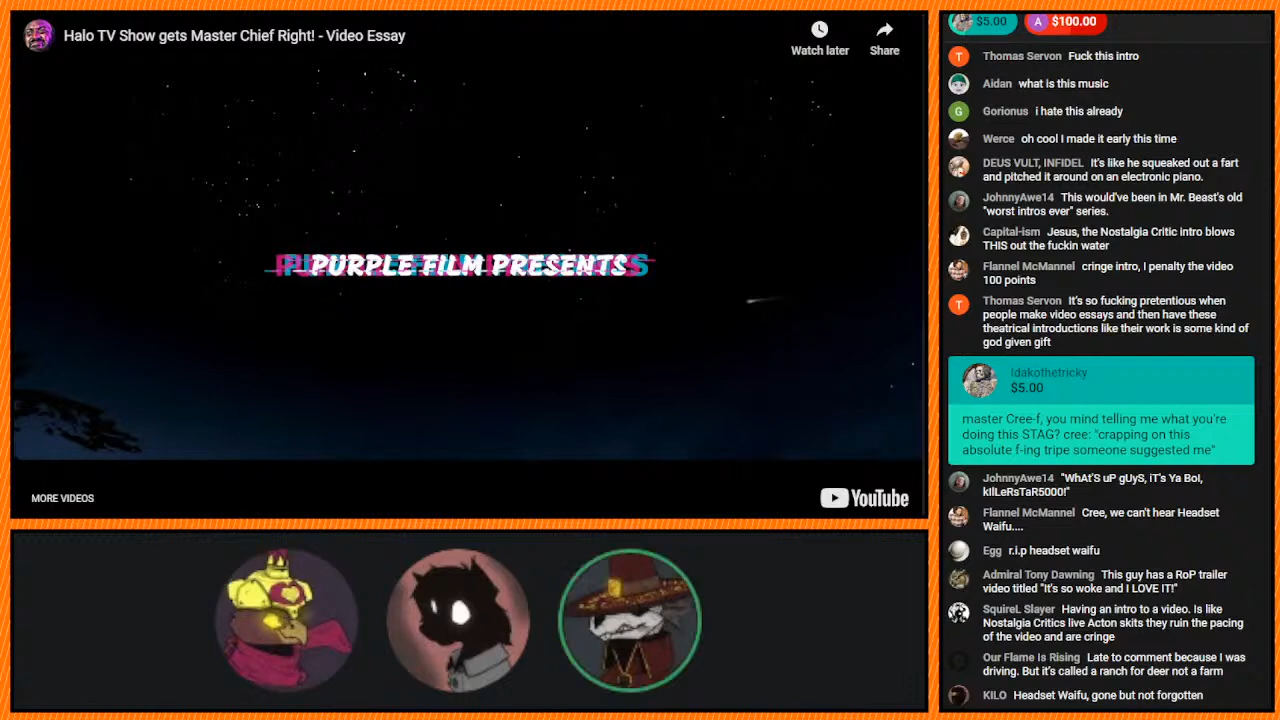 Halo TV Show gets Master Chief Right! - Video Essay
Watch later
Share
PURPLE FILM PRESENTS
MORE VIDEOS
YouTube
$5.00
A $100.00
T Thomas Servon Fuck this intro
Aidan what is this music
G Gorionus i hate this already
Werce oh cool I made it early this time
DEUS VULT, INFIDEL It's like he squeaked out a fart
and pitched it around on an electronic piano.
JohnnyAwe14 This would've been in Mr. Beast's old
"worst intros ever" series.
Capital-ism Jesus, the Nostalgia Critic intro blows
THIS out the fuckin water
Flannel McMannel cringe intro, I penalty the video
100 points
T Thomas Servon It's so fucking pretentious when
people make video essays and then have these
theatrical introductions like their work is some kind of
god given gift
Idakothetricky
$5.00
master Cree-f, you mind telling me what you're
doing this STAG? cree: "crapping on this
absolute f-ing tripe someone suggested me"
JohnnyAwe14 "WhAt'S uP gUyS, iT's Ya BoI,
kIlLeRsTaR5000!"
Flannel McMannel Cree, we can't hear Headset
Waifu....
Egg r.i.p headset waifu
Admiral Tony Dawning This guy has a RoP trailer
video titled "It's so woke and I LOVE iT!"
SquireL Slayer Having an intro to a video. Is like
Nostalgia Critics live Acton skits they ruin the pacing
of the video and are cringe
Our Flame Is Rising Late to comment because I was
driving. But it's called a ranch for deer not a farm
KILO Headset Waifu, gone but not forgotten